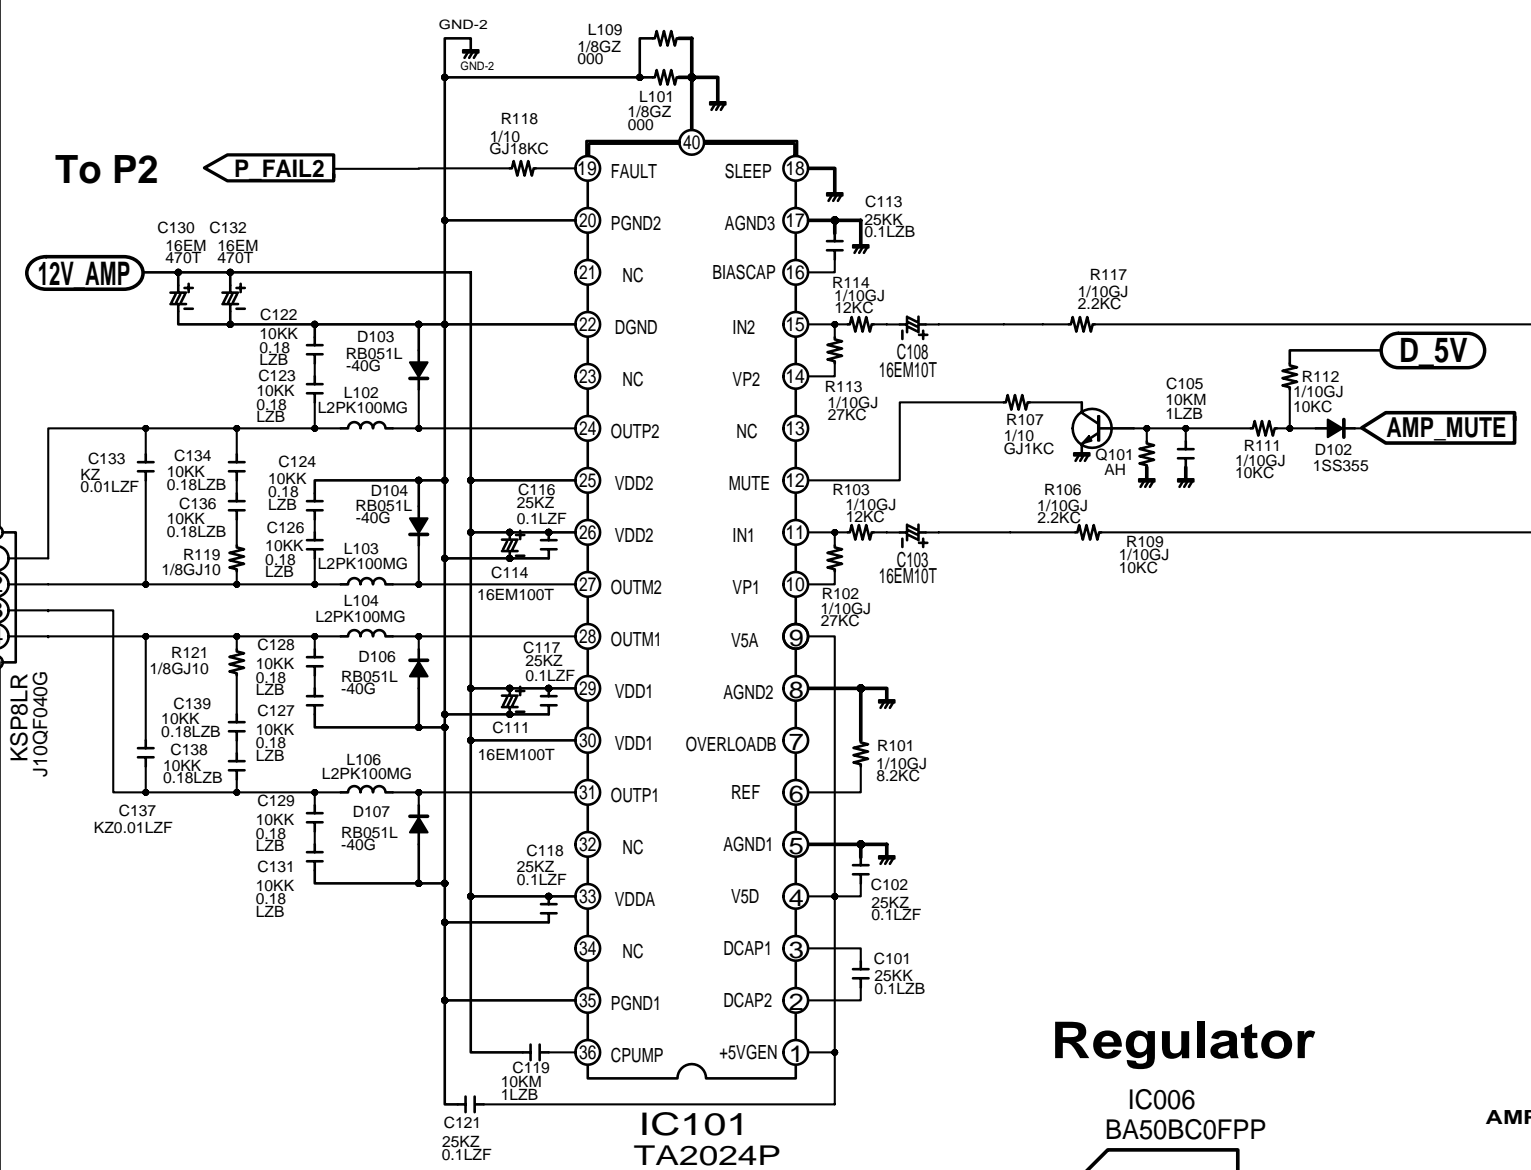 GND-2
GND-2
L109
1/8GZ
000
L101
1/8GZ
000
R118
1/10
GJ18KC
To P2
P_FAIL2
40
19 FAULT
SLEEP 18
C113
25KK
0.1LZB
20 PGND2
AGND3 17
C130
16EM
470T
C132
16EM
470T
12V_AMP
21 NC
BIASCAP 16
R114
1/10GJ
12KC
R117
1/10GJ
2.2KC
C122
10KK
0.18
LZB
D103
RB051L
-40G
22 DGND
IN2 15
C108
16EM10T
D_5V
C123
10KK
0.18
LZB
L102
L2PK100MG
23 NC
VP2 14
R113
1/10GJ
27KC
R112
1/10GJ
10KC
C105
10KM
1LZB
24 OUTP2
NC 13
R107
1/10
GJ1KC
Q101
AH
R111
1/10GJ
10KC
D102
1SS355
AMP_MUTE
C133
KZ
0.01LZF
C134
10KK
0.18LZB
C124
10KK
0.18
LZB
D104
RB051L
-40G
25 VDD2
MUTE 12
C116
25KZ
0.1LZF
R103
1/10GJ
12KC
R106
1/10GJ
2.2KC
C136
10KK
0.18LZB
C126
10KK
0.18
LZB
26 VDD2
IN1 11
R109
1/10GJ
10KC
R119
1/8GJ10
L103
L2PK100MG
C114
16EM100T
C103
16EM10T
27 OUTM2
VP1 10
R102
1/10GJ
27KC
L104
L2PK100MG
28 OUTM1
V5A 9
R121
1/8GJ10
C128
10KK
0.18
LZB
D106
RB051L
-40G
C117
25KZ
0.1LZF
29 VDD1
AGND2 8
KSP8LR
J10QF040G
C139
10KK
0.18LZB
C127
10KK
0.18
LZB
C111
16EM100T
30 VDD1
OVERLOADB 7
R101
1/10GJ
8.2KC
C138
10KK
0.18LZB
L106
L2PK100MG
31 OUTP1
REF 6
C137
KZ0.01LZF
C129
10KK
0.18
LZB
D107
RB051L
-40G
32 NC
AGND1 5
C118
25KZ
0.1LZF
C131
10KK
0.18
LZB
33 VDDA
V5D 4
C102
25KZ
0.1LZF
34 NC
DCAP1 3
C101
25KK
0.1LZB
35 PGND1
DCAP2 2
36 CPUMP
+5VGEN 1
C119
10KM
1LZB
C121
25KZ
0.1LZF
IC101
TA2024P
Regulator
IC006
BA50BC0FPP